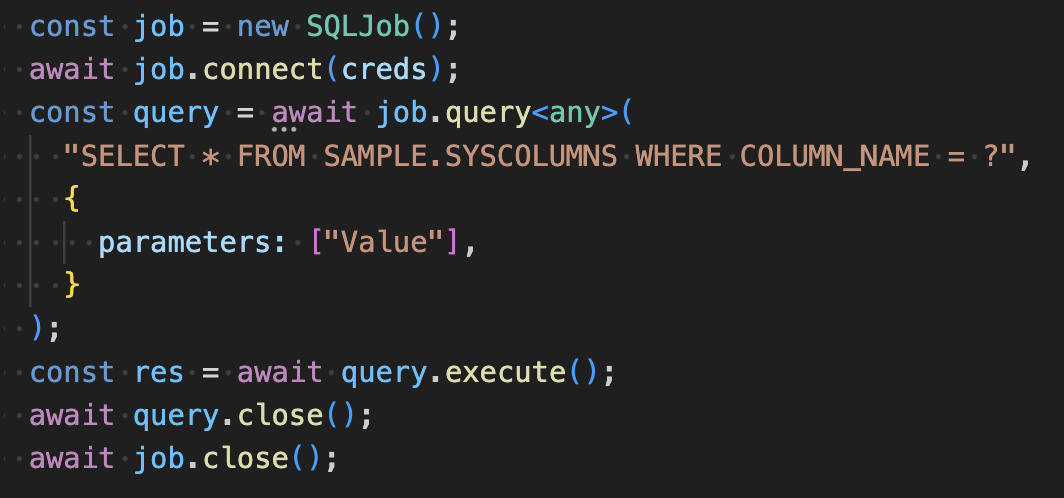 const job = new SQLJob();
await job.connect(creds);
const query = await job.query<any>(
  "SELECT * FROM SAMPLE.SYSCOLUMNS WHERE COLUMN_NAME = ?",
  {
    parameters: ["Value"],
  }
);
const res = await query.execute();
await query.close();
await job.close();